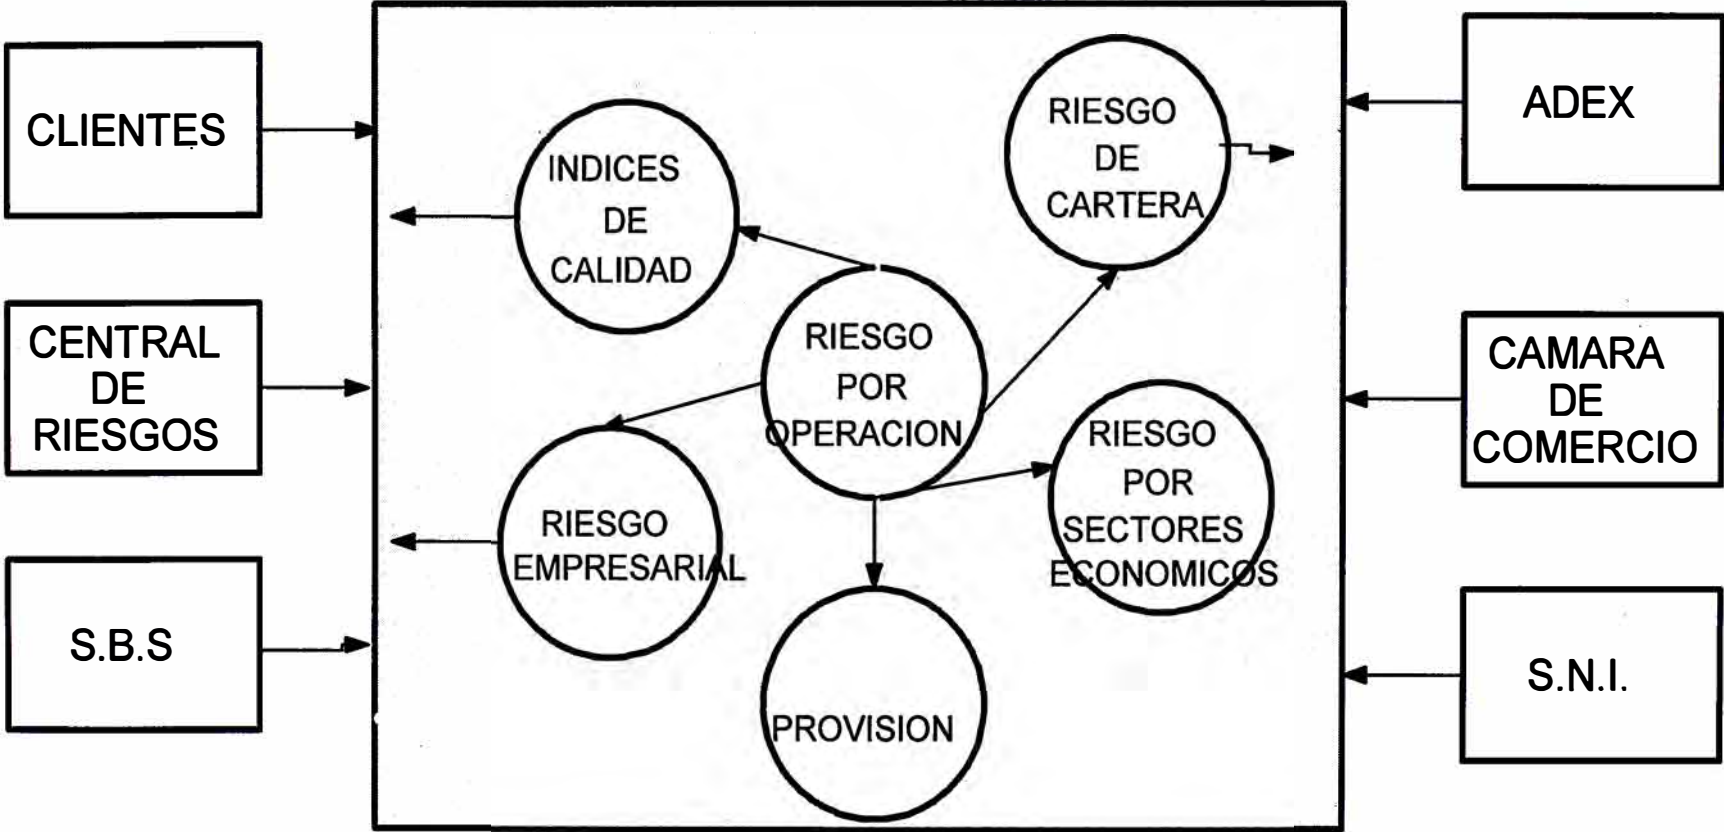 CLIENTES
CENTRAL
DE
RIESGOS
S.B.S
INDICES
DE
CALIDAD
RIESGO
DE
CARTERA
RIESGO
POR
OPERACION
RIESGO
EMPRESARIAL
RIESGO
POR
SECTORES
ECONOMICOS
PROVISION
ADEX
CAMARA
DE
COMERCIO
S.N.I.